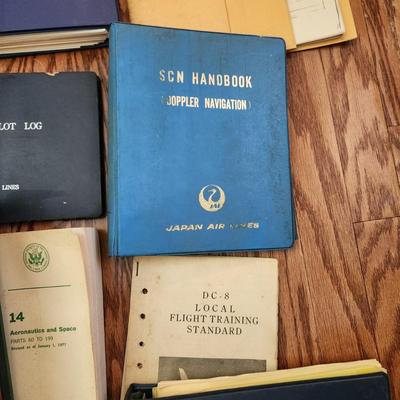 SCN HANDBOOK
(DOPPLER NAVIGATION)
JAL
JAPAN AIR LINES
LOT LOG
LINES
14
Aeronautics and Space
PARTS 60 TO 199
Revised as of January 1, 1977
DC-8
LOCAL
FLIGHT TRAINING
STANDARD